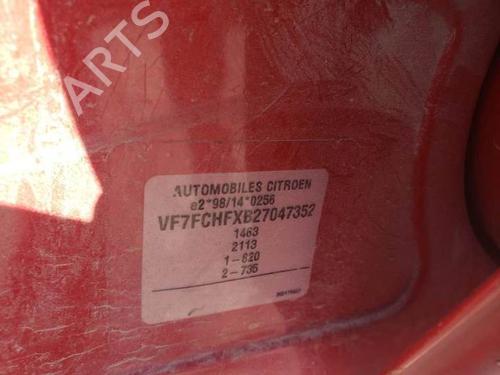 ARTS
AUTOMOBILES CITROEN
e2*98/14*0256
VF7FCHFXB27047352
1463
2113
1-820
2-735